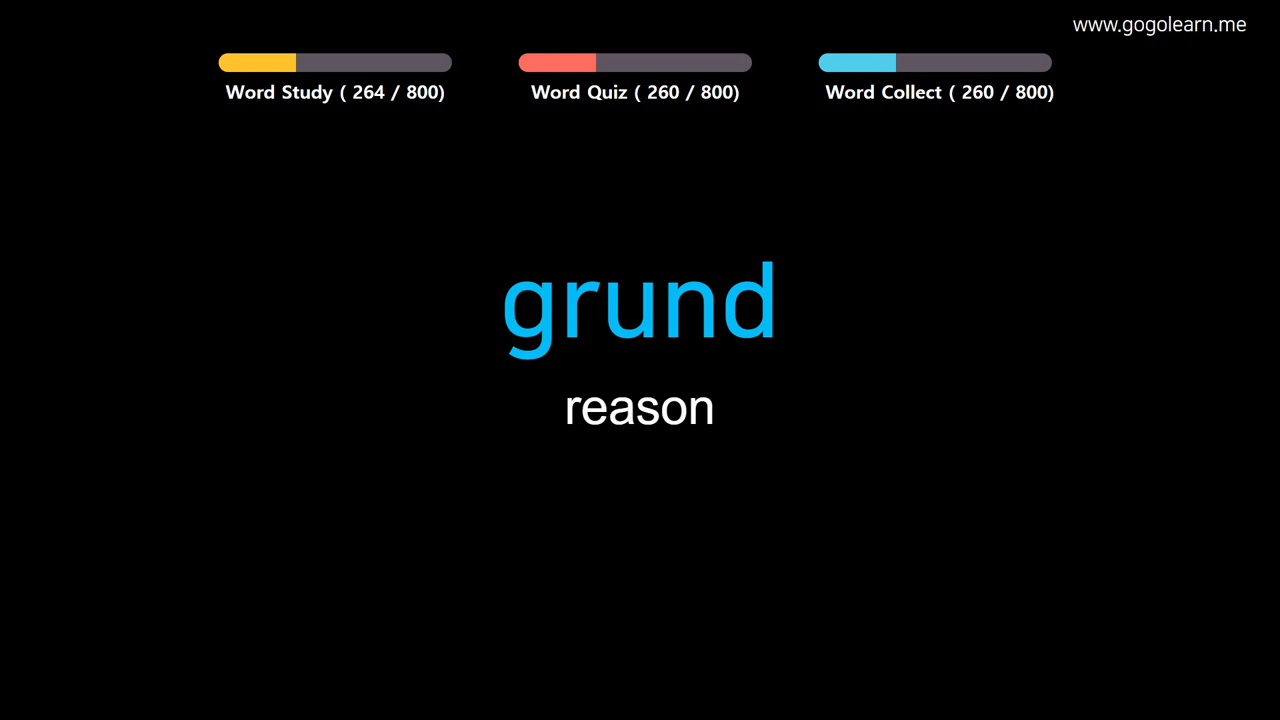 www.gogolearn.me
Word Study ( 264 / 800)
Word Quiz ( 260 / 800)
Word Collect ( 260 / 800)
grund
reason